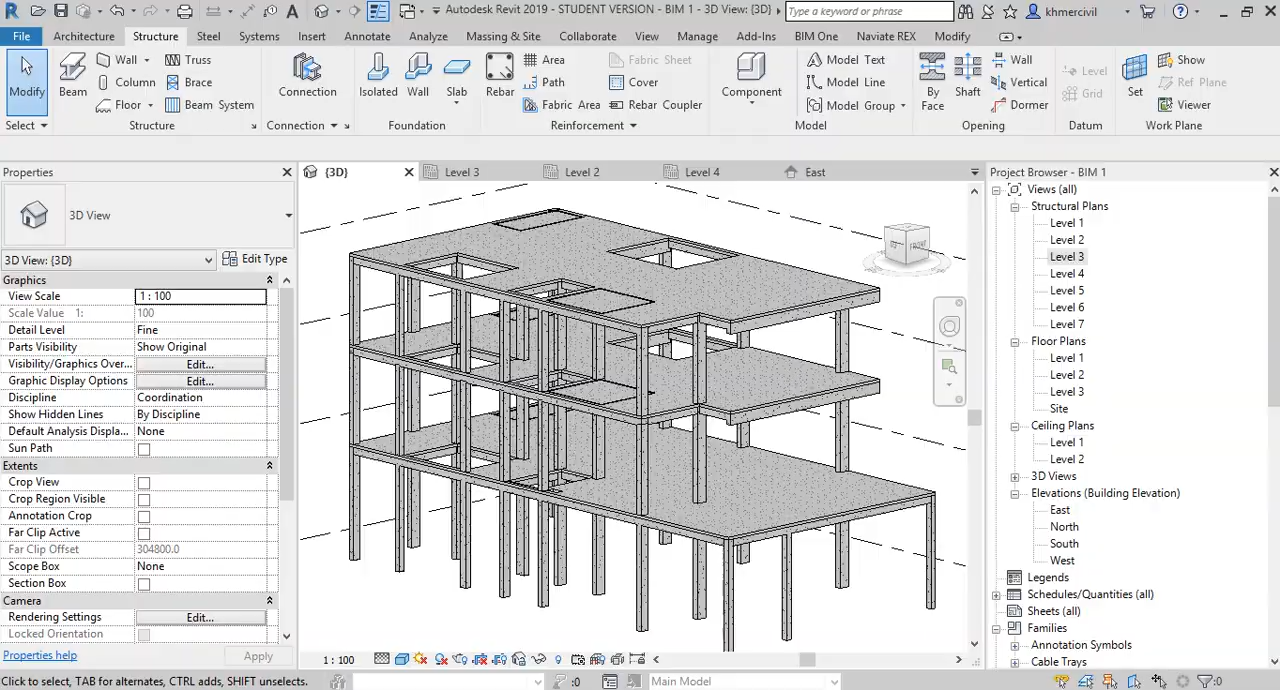 Autodesk Revit 2019 - STUDENT VERSION - BIM 1 - 3D View: {3D}
Type a keyword or phrase
khmercivil
File Architecture Structure Steel Systems Insert Annotate Analyze Massing & Site Collaborate View Manage Add-Ins BIM One Naviate REX Modify
Modify
Select
Beam
Wall
Column
Floor
Truss
Brace
Beam System
Structure
Connection
Connection
Isolated
Wall
Slab
Foundation
Rebar
Area
Path
Fabric Area
Fabric Sheet
Cover
Rebar Coupler
Reinforcement
Component
Model Text
Model Line
Model Group
Model
By Face
Shaft
Wall
Vertical
Dormer
Opening
Level
Grid
Datum
Set
Show
Ref Plane
Viewer
Work Plane
Properties
3D View
3D View: {3D}
Edit Type
Graphics
View Scale 1 : 100
Scale Value 1: 100
Detail Level Fine
Parts Visibility Show Original
Visibility/Graphics Over... Edit...
Graphic Display Options Edit...
Discipline Coordination
Show Hidden Lines By Discipline
Default Analysis Displa... None
Sun Path
Extents
Crop View
Crop Region Visible
Annotation Crop
Far Clip Active
Far Clip Offset 304800.0
Scope Box None
Section Box
Camera
Rendering Settings Edit...
Locked Orientation
Properties help
Apply
{3D}
Level 3
Level 2
Level 4
East
FRONT
1 : 100
Project Browser - BIM 1
Views (all)
Structural Plans
Level 1
Level 2
Level 3
Level 4
Level 5
Level 6
Level 7
Floor Plans
Level 1
Level 2
Level 3
Site
Ceiling Plans
Level 1
Level 2
3D Views
Elevations (Building Elevation)
East
North
South
West
Legends
Schedules/Quantities (all)
Sheets (all)
Families
Annotation Symbols
Cable Trays
Click to select, TAB for alternates, CTRL adds, SHIFT unselects.
:0
Main Model
:0